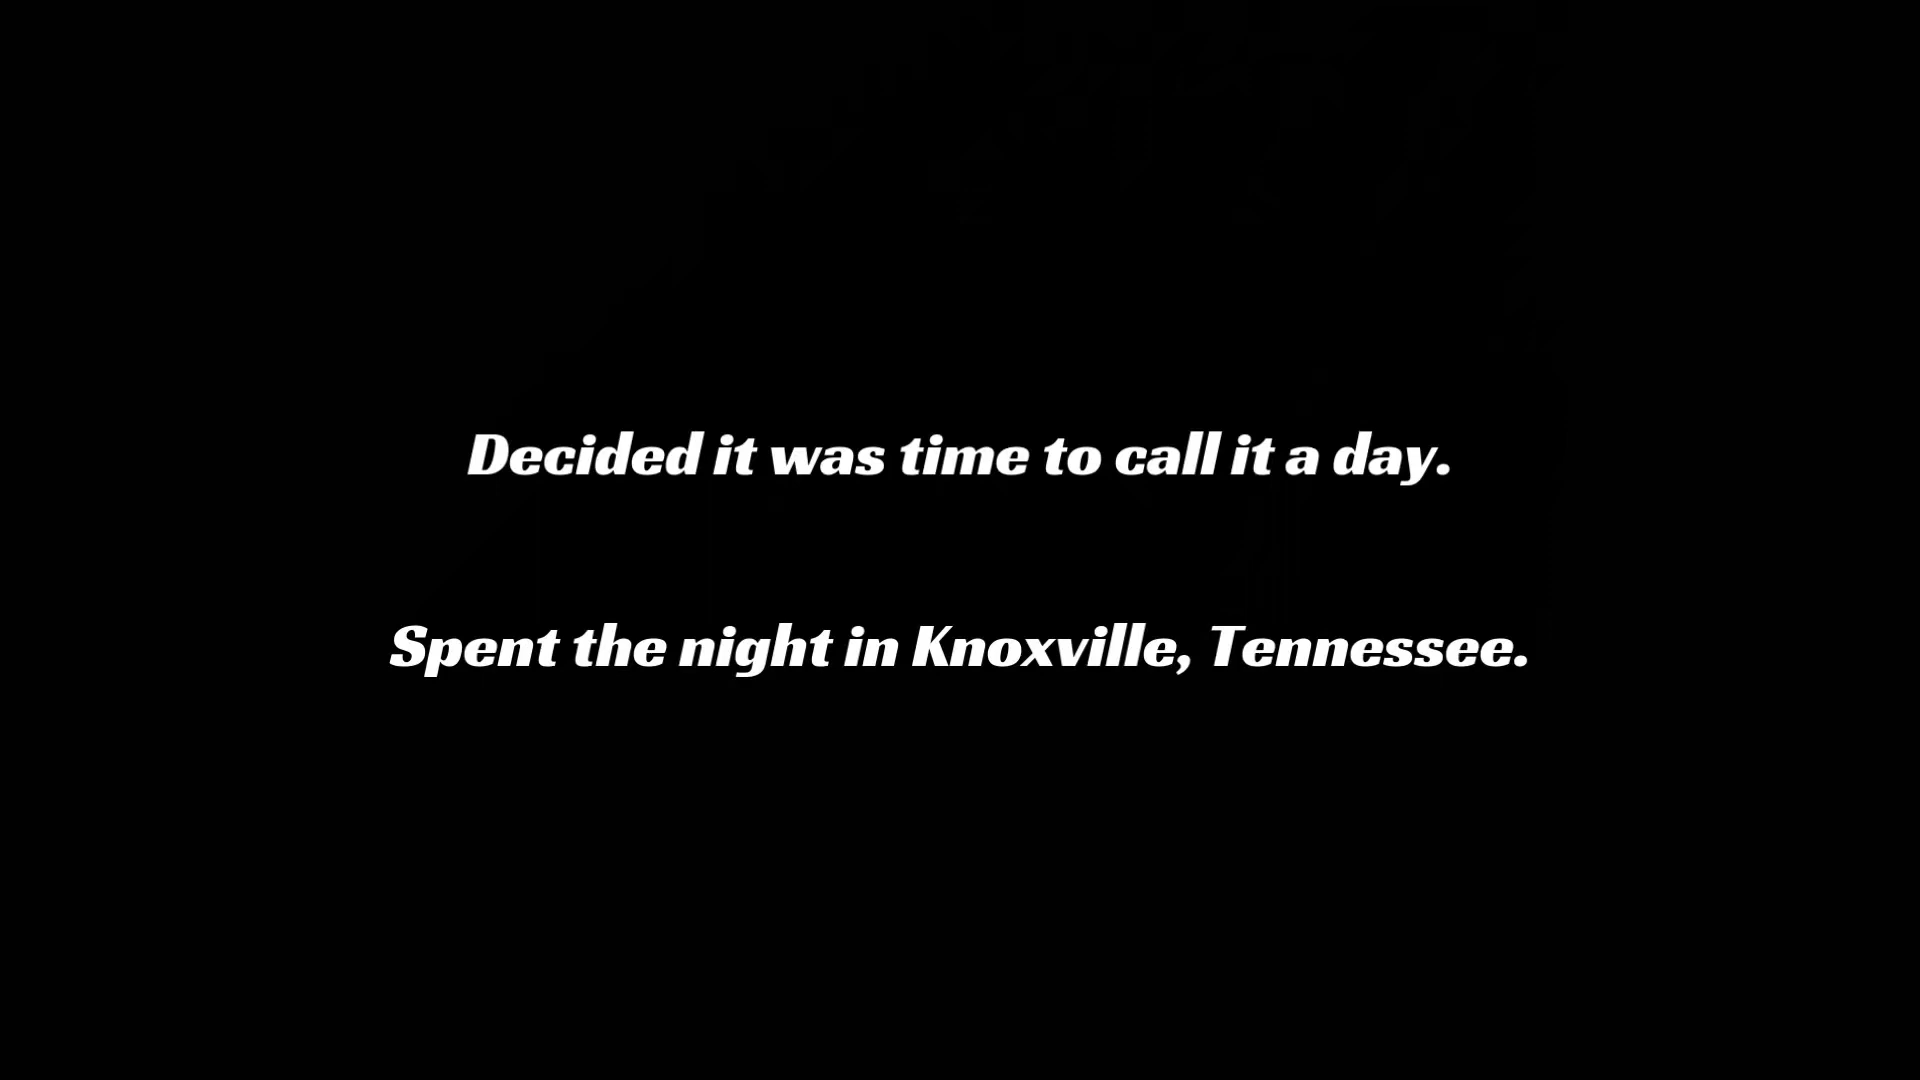 Decided it was time to call it a day.
Spent the night in Knoxville, Tennessee.